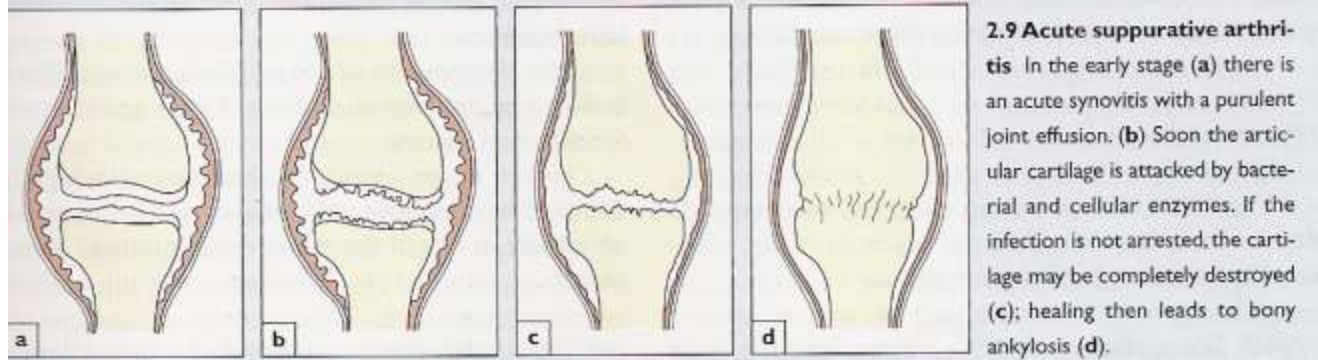 2.9 Acute suppurative arthri-
tis In the early stage (a) there is
an acute synovitis with a purulent
joint effusion. (b) Soon the artic-
ular cartilage is attacked by bacte-
rial and cellular enzymes. If the
infection is not arrested, the carti-
lage may be completely destroyed
(c); healing then leads to bony
ankylosis (d).
a
b
c
d